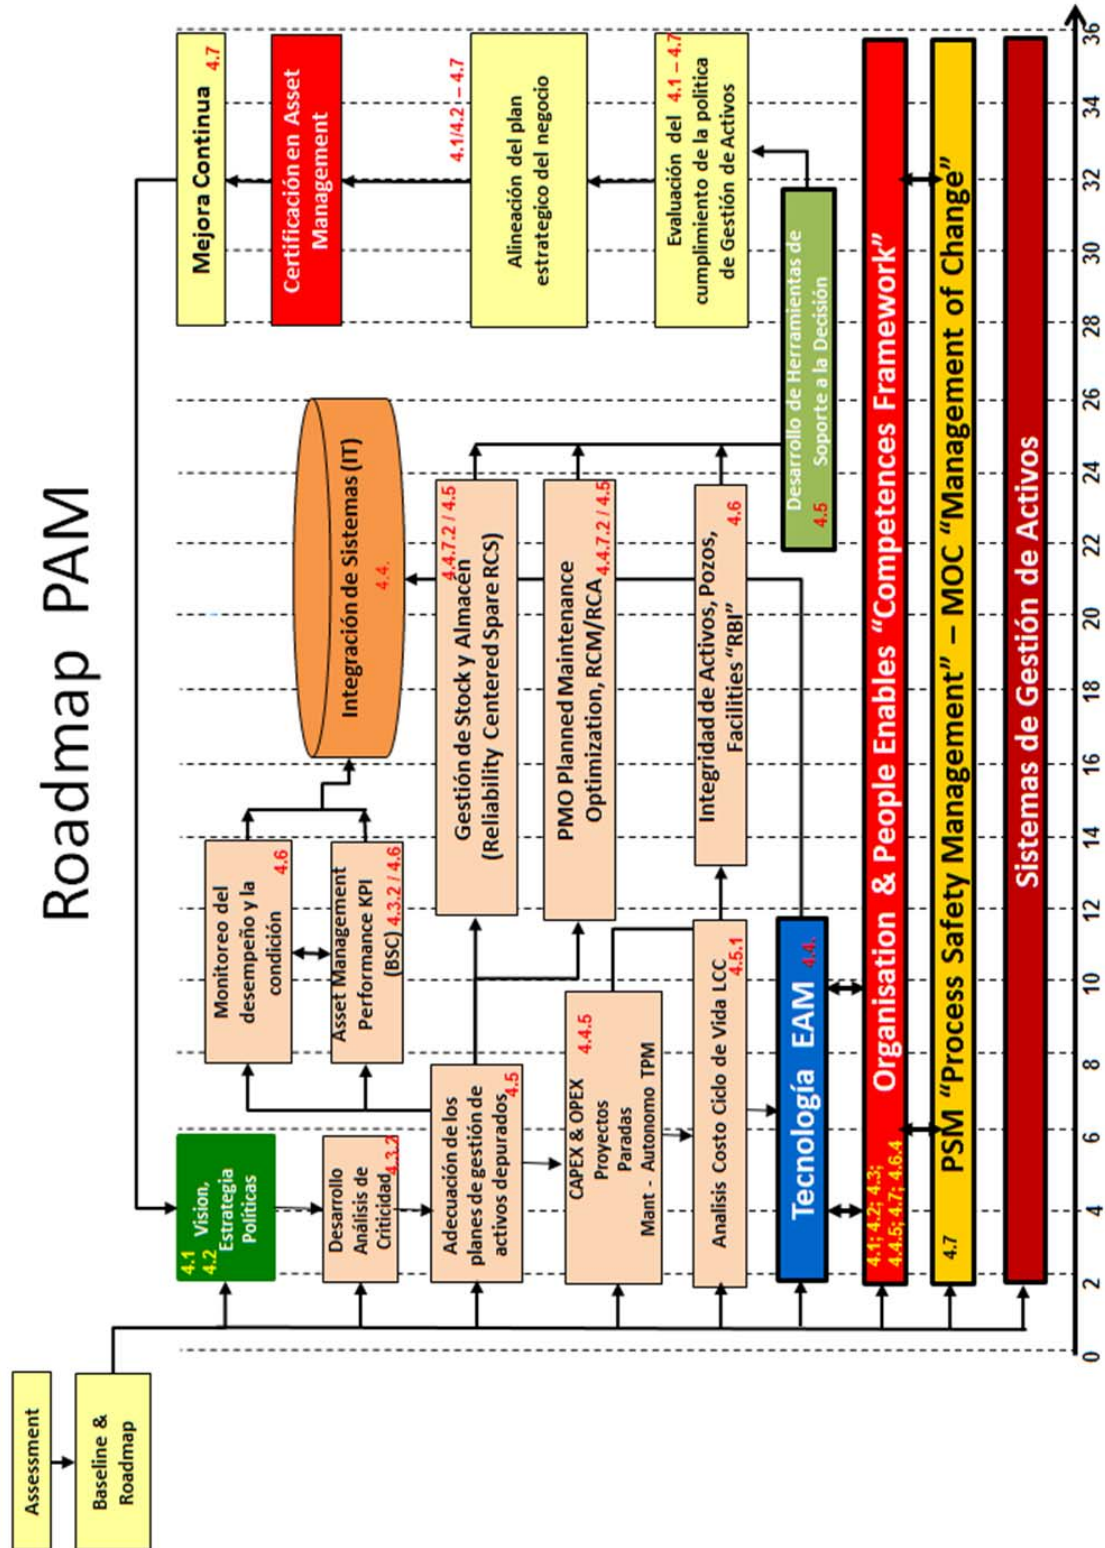 Roadmap PAM
Assessment
Baseline &
Roadmap
4.1
4.2 Vision,
Estrategia
Políticas
Desarrollo
Análisis de
Criticidad
4.3.3
Adecuación de los
planes de gestión de
activos depurados
4.5
CAPEX & OPEX
4.4.5
Proyectos
Paradas
Mant - Autonomo TPM
Analisis Costo Ciclo de Vida LCC
4.5.1
Tecnología EAM 4.4.
Monitoreo del
desempeño y la
condición
4.6
Asset Management
Performance KPI
(BSC) 4.3.2 / 4.6
Integración de Sistemas (IT)
4.4.
4.4.7.2 / 4.5
Gestión de Stock y Almacén
(Reliability Centered Spare RCS)
PMO Planned Maintenance
Optimization, RCM/RCA
4.4.7.2 / 4.5
Integridad de Activos, Pozos,
Facilities “RBI”
4.6
Desarrollo de Herramientas de
Soporte a la Decisión
4.5
Mejora Continua 4.7
Certificación en Asset
Management
4.1/4.2 – 4.7
Alineación del plan
estrategico del negocio
Evaluación del 4.1 – 4.7
cumplimiento de la política
de Gestión de Activos
4.1; 4.2; 4.3;
4.4.5; 4.7; 4.6.4
Organisation & People Enables “Competences Framework”
4.7
PSM “Process Safety Management” – MOC “Management of Change”
Sistemas de Gestión de Activos
0 2 4 6 8 10 12 14 16 18 20 22 24 26 28 30 32 34 36